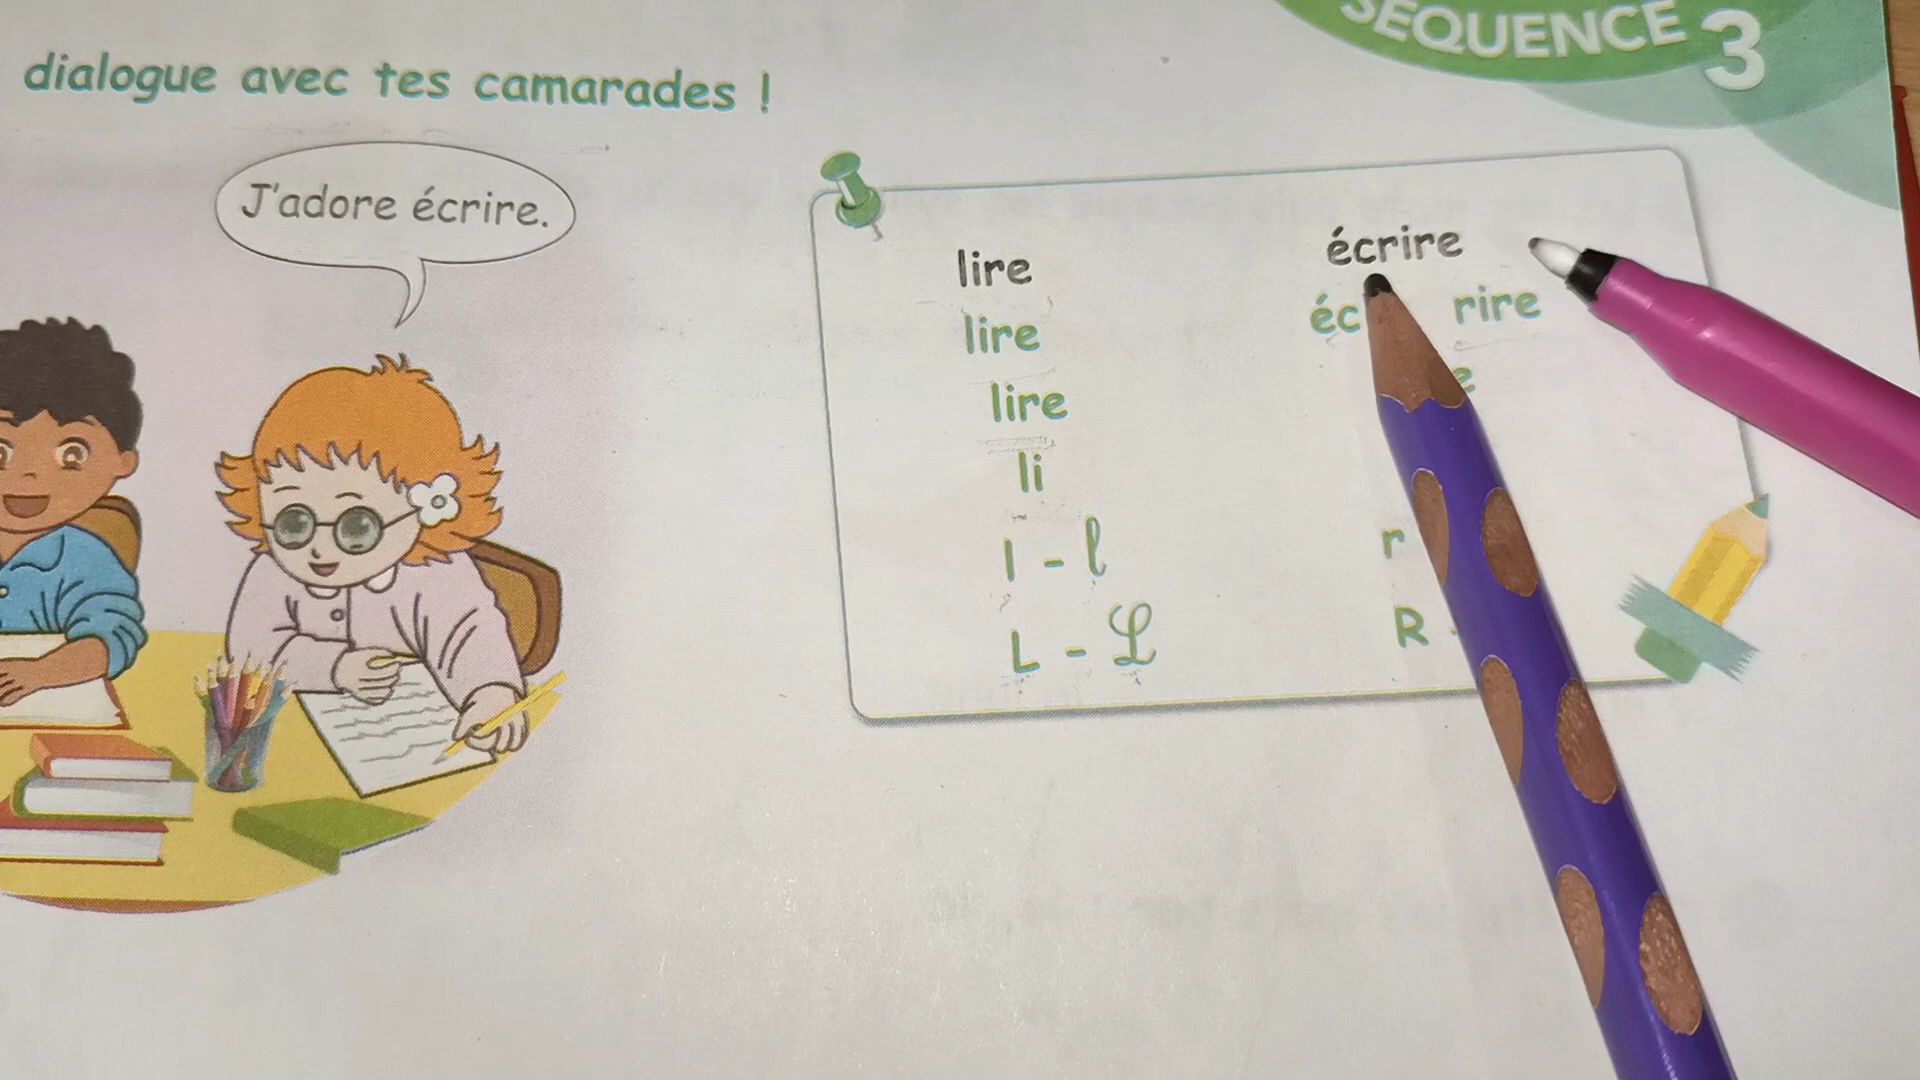 SÉQUENCE 3
dialogue avec tes camarades !
J'adore écrire.
lire
lire
lire
li
l - l
L - L
écrire
éc rire
e
r
R -